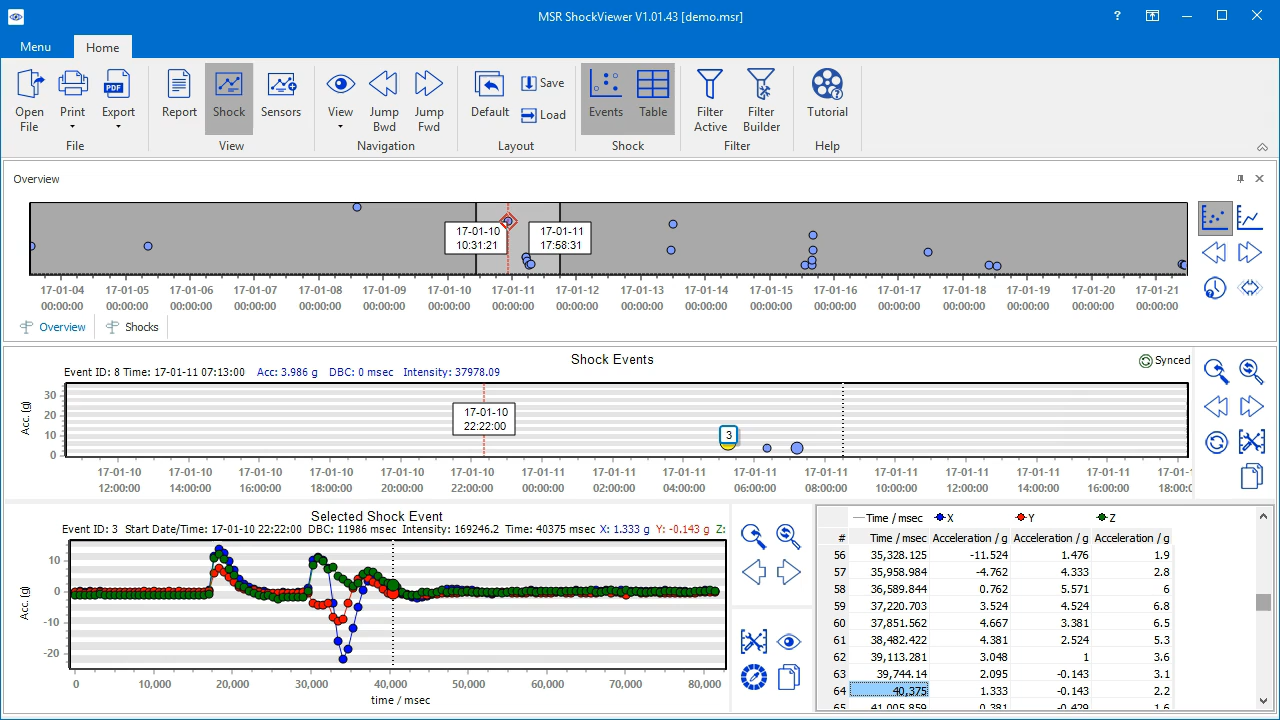 MSR ShockViewer V1.01.43 [demo.msr]
?
Menu Home
Open File Print Export Report Shock Sensors View Jump Bwd Jump Fwd Default Save Load Events Table Filter Active Filter Builder Tutorial
PDF
File View Navigation Layout Shock Filter Help
Overview
17-01-10 17-01-11
10:31:21 17:58:31
17-01-04 17-01-05 17-01-06 17-01-07 17-01-08 17-01-09 17-01-10 17-01-11 17-01-12 17-01-13 17-01-14 17-01-15 17-01-16 17-01-17 17-01-18 17-01-19 17-01-20 17-01-21
00:00:00 00:00:00 00:00:00 00:00:00 00:00:00 00:00:00 00:00:00 00:00:00 00:00:00 00:00:00 00:00:00 00:00:00 00:00:00 00:00:00 00:00:00 00:00:00 00:00:00 00:00:00
Overview Shocks
Shock Events
Synced
Event ID: 8 Time: 17-01-11 07:13:00 Acc: 3.986 g DBC: 0 msec Intensity: 37978.09
Acc. (g)
30
20
10
0
17-01-10
22:22:00
3
17-01-10 17-01-10 17-01-10 17-01-10 17-01-10 17-01-10 17-01-11 17-01-11 17-01-11 17-01-11 17-01-11 17-01-11 17-01-11 17-01-11 17-01-11 17-01-1
12:00:00 14:00:00 16:00:00 18:00:00 20:00:00 22:00:00 00:00:00 02:00:00 04:00:00 06:00:00 08:00:00 10:00:00 12:00:00 14:00:00 16:00:00 18:00:0
Selected Shock Event
Event ID: 3 Start Date/Time: 17-01-10 22:22:00 DBC: 11986 msec Intensity: 169246.2 Time: 40375 msec X: 1.333 g Y: -0.143 g Z:
Acc. (g)
10
0
-10
-20
0 10,000 20,000 30,000 40,000 50,000 60,000 70,000 80,000
time / msec
Time / msec X Y Z
# Time / msec Acceleration / g Acceleration / g Acceleration / g
56 35,328.125 -11.524 1.476 1.9
57 35,958.984 -4.762 4.333 2.8
58 36,589.844 0.762 5.571 6
59 37,220.703 3.524 4.524 6.8
60 37,851.562 4.667 3.381 6.5
61 38,482.422 4.381 2.524 5.3
62 39,113.281 3.048 1 3.6
63 39,744.14 2.095 -0.143 3.1
64 40,375 1.333 -0.143 2.2
65 41,005.859 0.381 -0.429 1.6